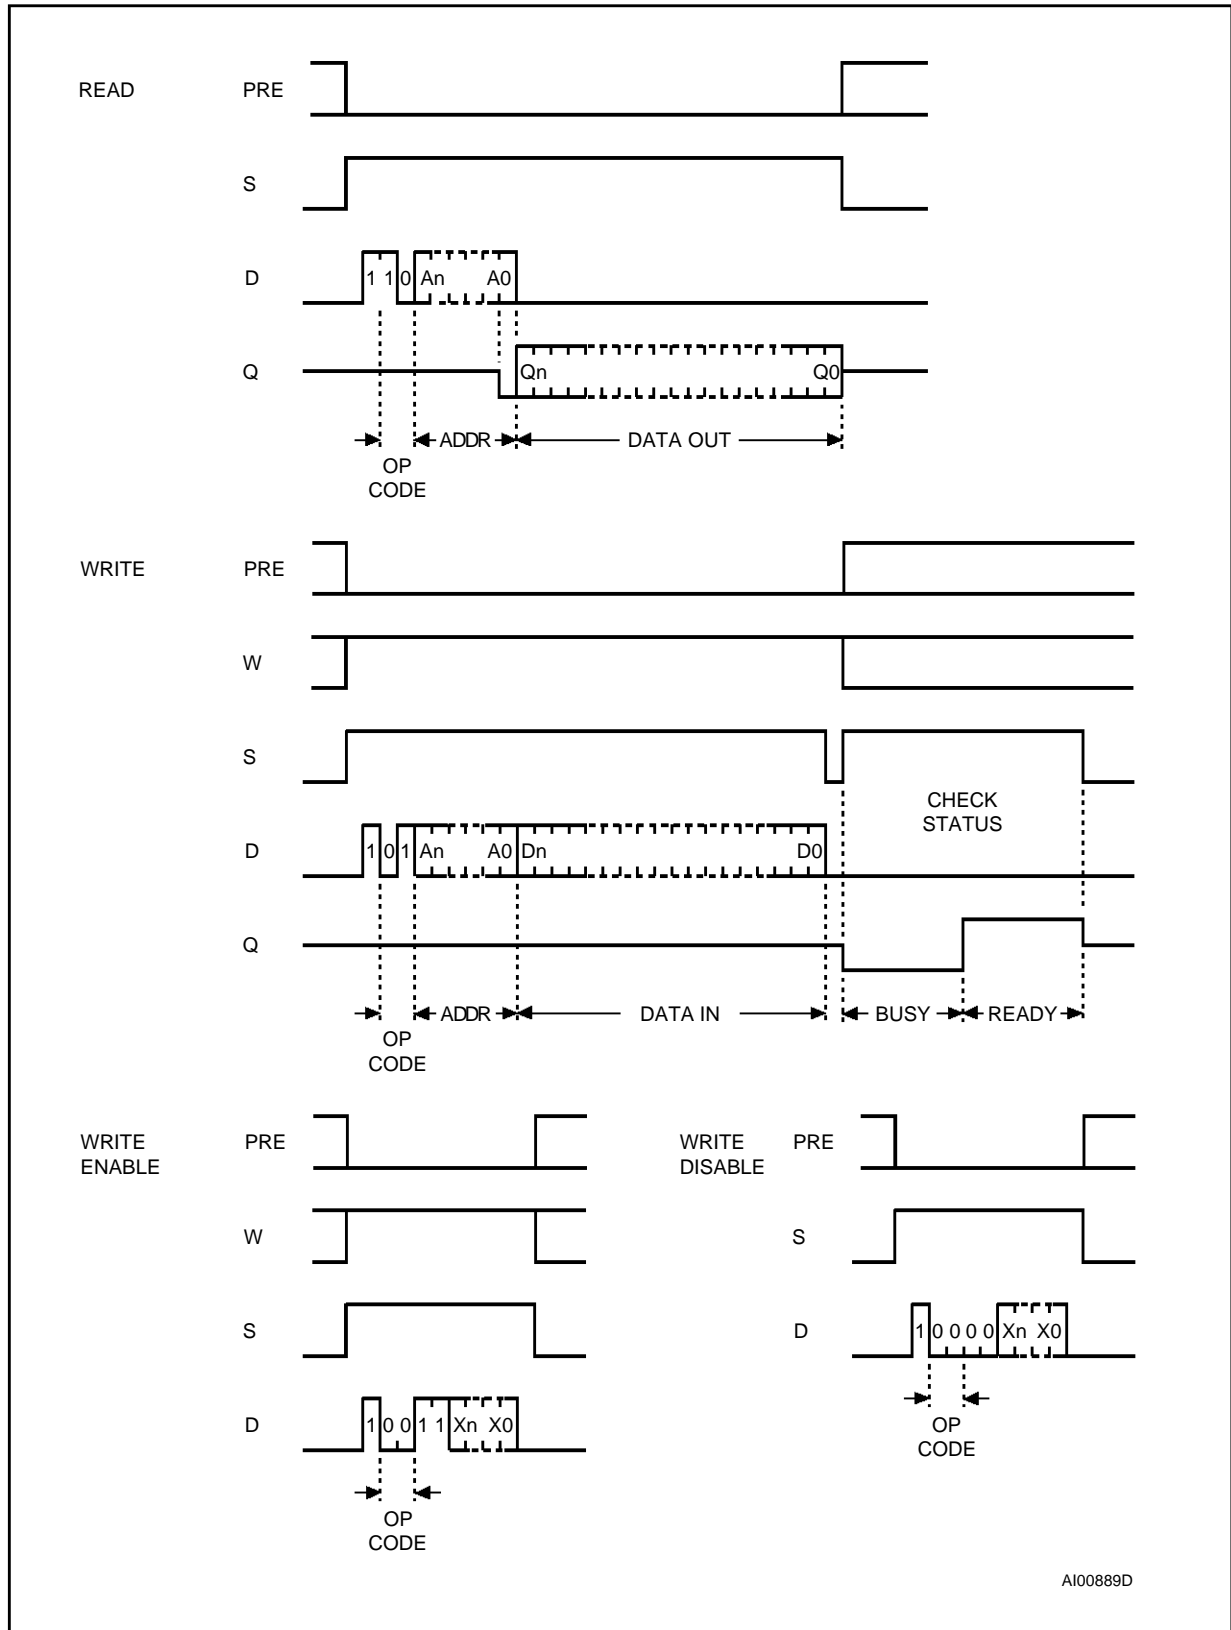 READ PRE
S
D 1 1 0 An A0
Q Qn Q0
ADDR DATA OUT
OP
CODE
WRITE PRE
W
S
CHECK
STATUS
D 1 0 1 An A0 Dn D0
Q
ADDR DATA IN BUSY READY
OP
CODE
WRITE
ENABLE
PRE
W
S
D 1 0 0 1 1 Xn X0
OP
CODE
WRITE
DISABLE
PRE
S
D 1 0 0 0 0 Xn X0
OP
CODE
AI00889D